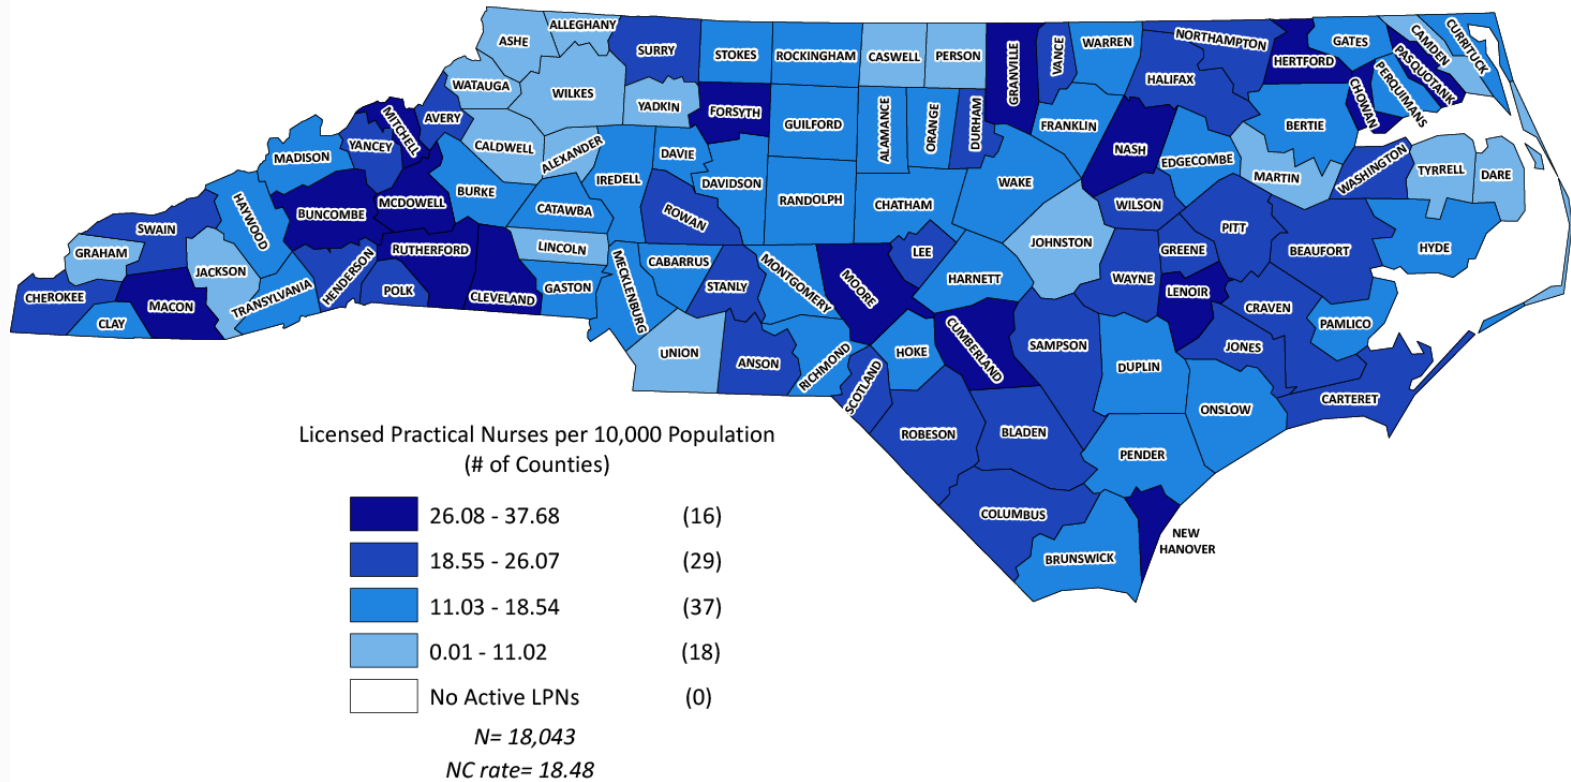 ASHE
ALLEGHANY
SURRY
STOKES
ROCKINGHAM
CASWELL
PERSON
GRANVILLE
VANCE
WARREN
NORTHAMPTON
HERTFORD
GATES
CAMDEN
CURRITUCK
PASQUOTANK
PERQUIMANS
CHOWAN
WATAUGA
WILKES
YADKIN
FORSYTH
GUILFORD
ALAMANCE
ORANGE
DURHAM
FRANKLIN
HALIFAX
BERTIE
MITCHELL
AVERY
CALDWELL
ALEXANDER
IREDELL
DAVIE
DAVIDSON
RANDOLPH
CHATHAM
WAKE
NASH
EDGECOMBE
MARTIN
WASHINGTON
TYRRELL
DARE
MADISON
YANCEY
BURKE
CATAWBA
ROWAN
JOHNSTON
WILSON
PITT
BEAUFORT
HYDE
HAYWOOD
BUNCOMBE
MCDOWELL
SWAIN
GRAHAM
JACKSON
RUTHERFORD
LINCOLN
MECKLENBURG
CABARRUS
STANLY
MONTGOMERY
MOORE
LEE
HARNETT
WAYNE
GREENE
LENOIR
CRAVEN
PAMLICO
CHEROKEE
CLAY
MACON
TRANSYLVANIA
HENDERSON
POLK
CLEVELAND
GASTON
UNION
ANSON
RICHMOND
SCOTLAND
HOKE
CUMBERLAND
SAMPSON
DUPLIN
JONES
CARTERET
ONSLOW
ROBESON
BLADEN
PENDER
COLUMBUS
BRUNSWICK
NEW
HANOVER
Licensed Practical Nurses per 10,000 Population
(# of Counties)
26.08 - 37.68 (16)
18.55 - 26.07 (29)
11.03 - 18.54 (37)
0.01 - 11.02 (18)
No Active LPNs (0)
N= 18,043
NC rate= 18.48